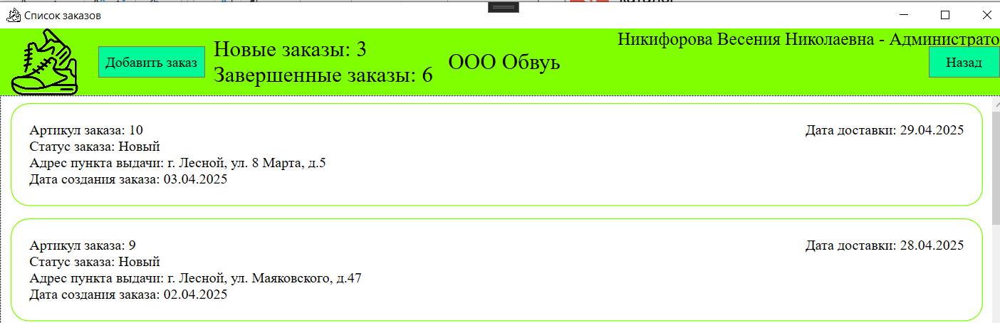 Список заказов
Никифорова Весения Николаевна - Администрато
Добавить заказ
Новые заказы: 3
Завершенные заказы: 6
ООО Обвуь
Назад
Артикул заказа: 10
Дата доставки: 29.04.2025
Статус заказа: Новый
Адрес пункта выдачи: г. Лесной, ул. 8 Марта, д.5
Дата создания заказа: 03.04.2025
Артикул заказа: 9
Дата доставки: 28.04.2025
Статус заказа: Новый
Адрес пункта выдачи: г. Лесной, ул. Маяковского, д.47
Дата создания заказа: 02.04.2025